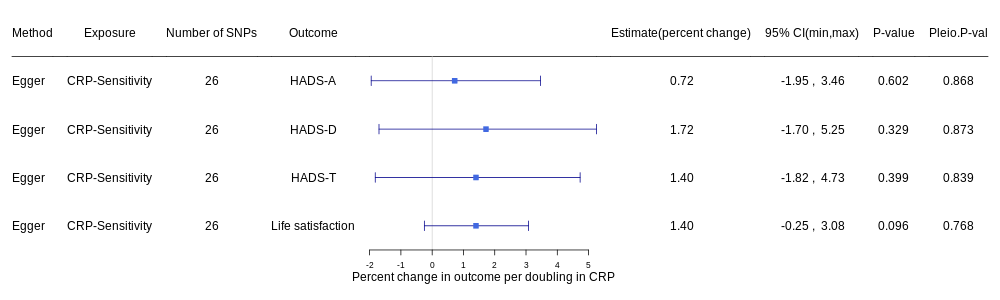 Method Exposure Number of SNPs Outcome Estimate(percent change) 95% CI(min,max) P-value Pleio.P-val
Egger CRP-Sensitivity 26 HADS-A 0.72 -1.95 , 3.46 0.602 0.868
Egger CRP-Sensitivity 26 HADS-D 1.72 -1.70 , 5.25 0.329 0.873
Egger CRP-Sensitivity 26 HADS-T 1.40 -1.82 , 4.73 0.399 0.839
Egger CRP-Sensitivity 26 Life satisfaction 1.40 -0.25 , 3.08 0.096 0.768
-2 -1 0 1 2 3 4 5
Percent change in outcome per doubling in CRP